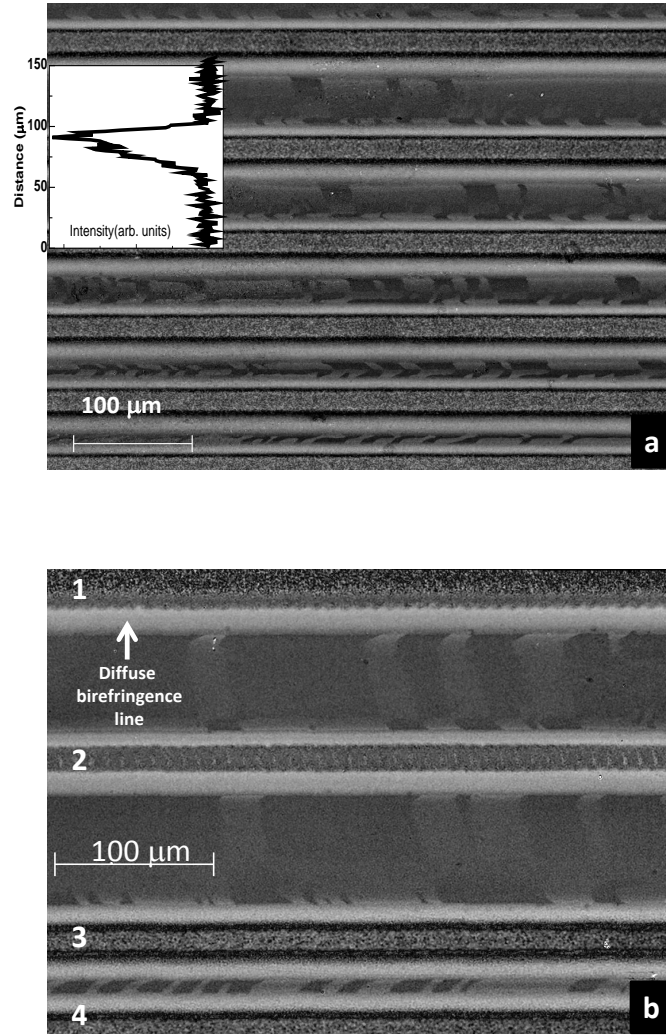 150
100
50
0
Distance (µm)
Intensity(arb. units)
100 µm
a
1
Diffuse
birefringence
line
2
100 µm
3
4
b